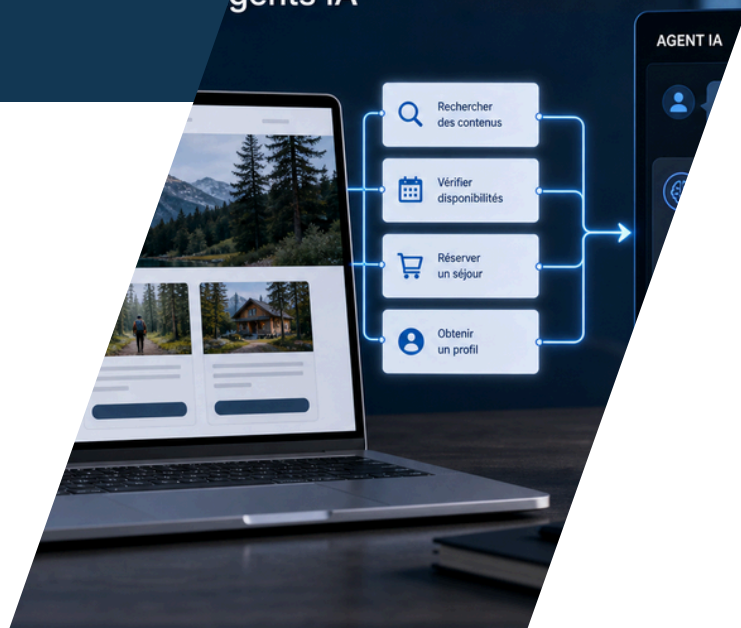 gents IA
AGENT IA
Rechercher
des contenus
Vérifier
disponibilités
Réserver
un séjour
Obtenir
un profil